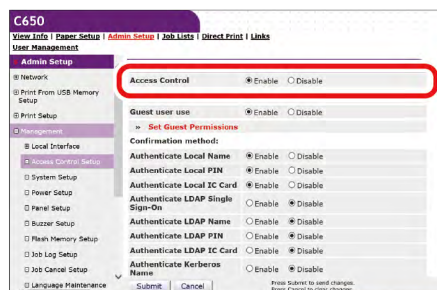 C650
View Info | Paper Setup | Admin Setup | Job Lists | Direct Print | Links
User Management
Admin Setup
Network
Print From USB Memory
Setup
Print Setup
Management
Local Interface
Access Control Setup
System Setup
Power Setup
Panel Setup
Buzzer Setup
Flash Memory Setup
Job Log Setup
Job Cancel Setup
Language Maintenance
Access Control Enable Disable
Guest user use Enable Disable
» Set Guest Permissions
Confirmation method:
Authenticate Local Name Enable Disable
Authenticate Local PIN Enable Disable
Authenticate Local IC Card Enable Disable
Authenticate LDAP Single
Sign-On Enable Disable
Authenticate LDAP Name Enable Disable
Authenticate LDAP PIN Enable Disable
Authenticate LDAP IC Card Enable Disable
Authenticate Kerberos
Name Enable Disable
Submit Cancel
Press Submit to send changes.
Press Cancel to clear changes.